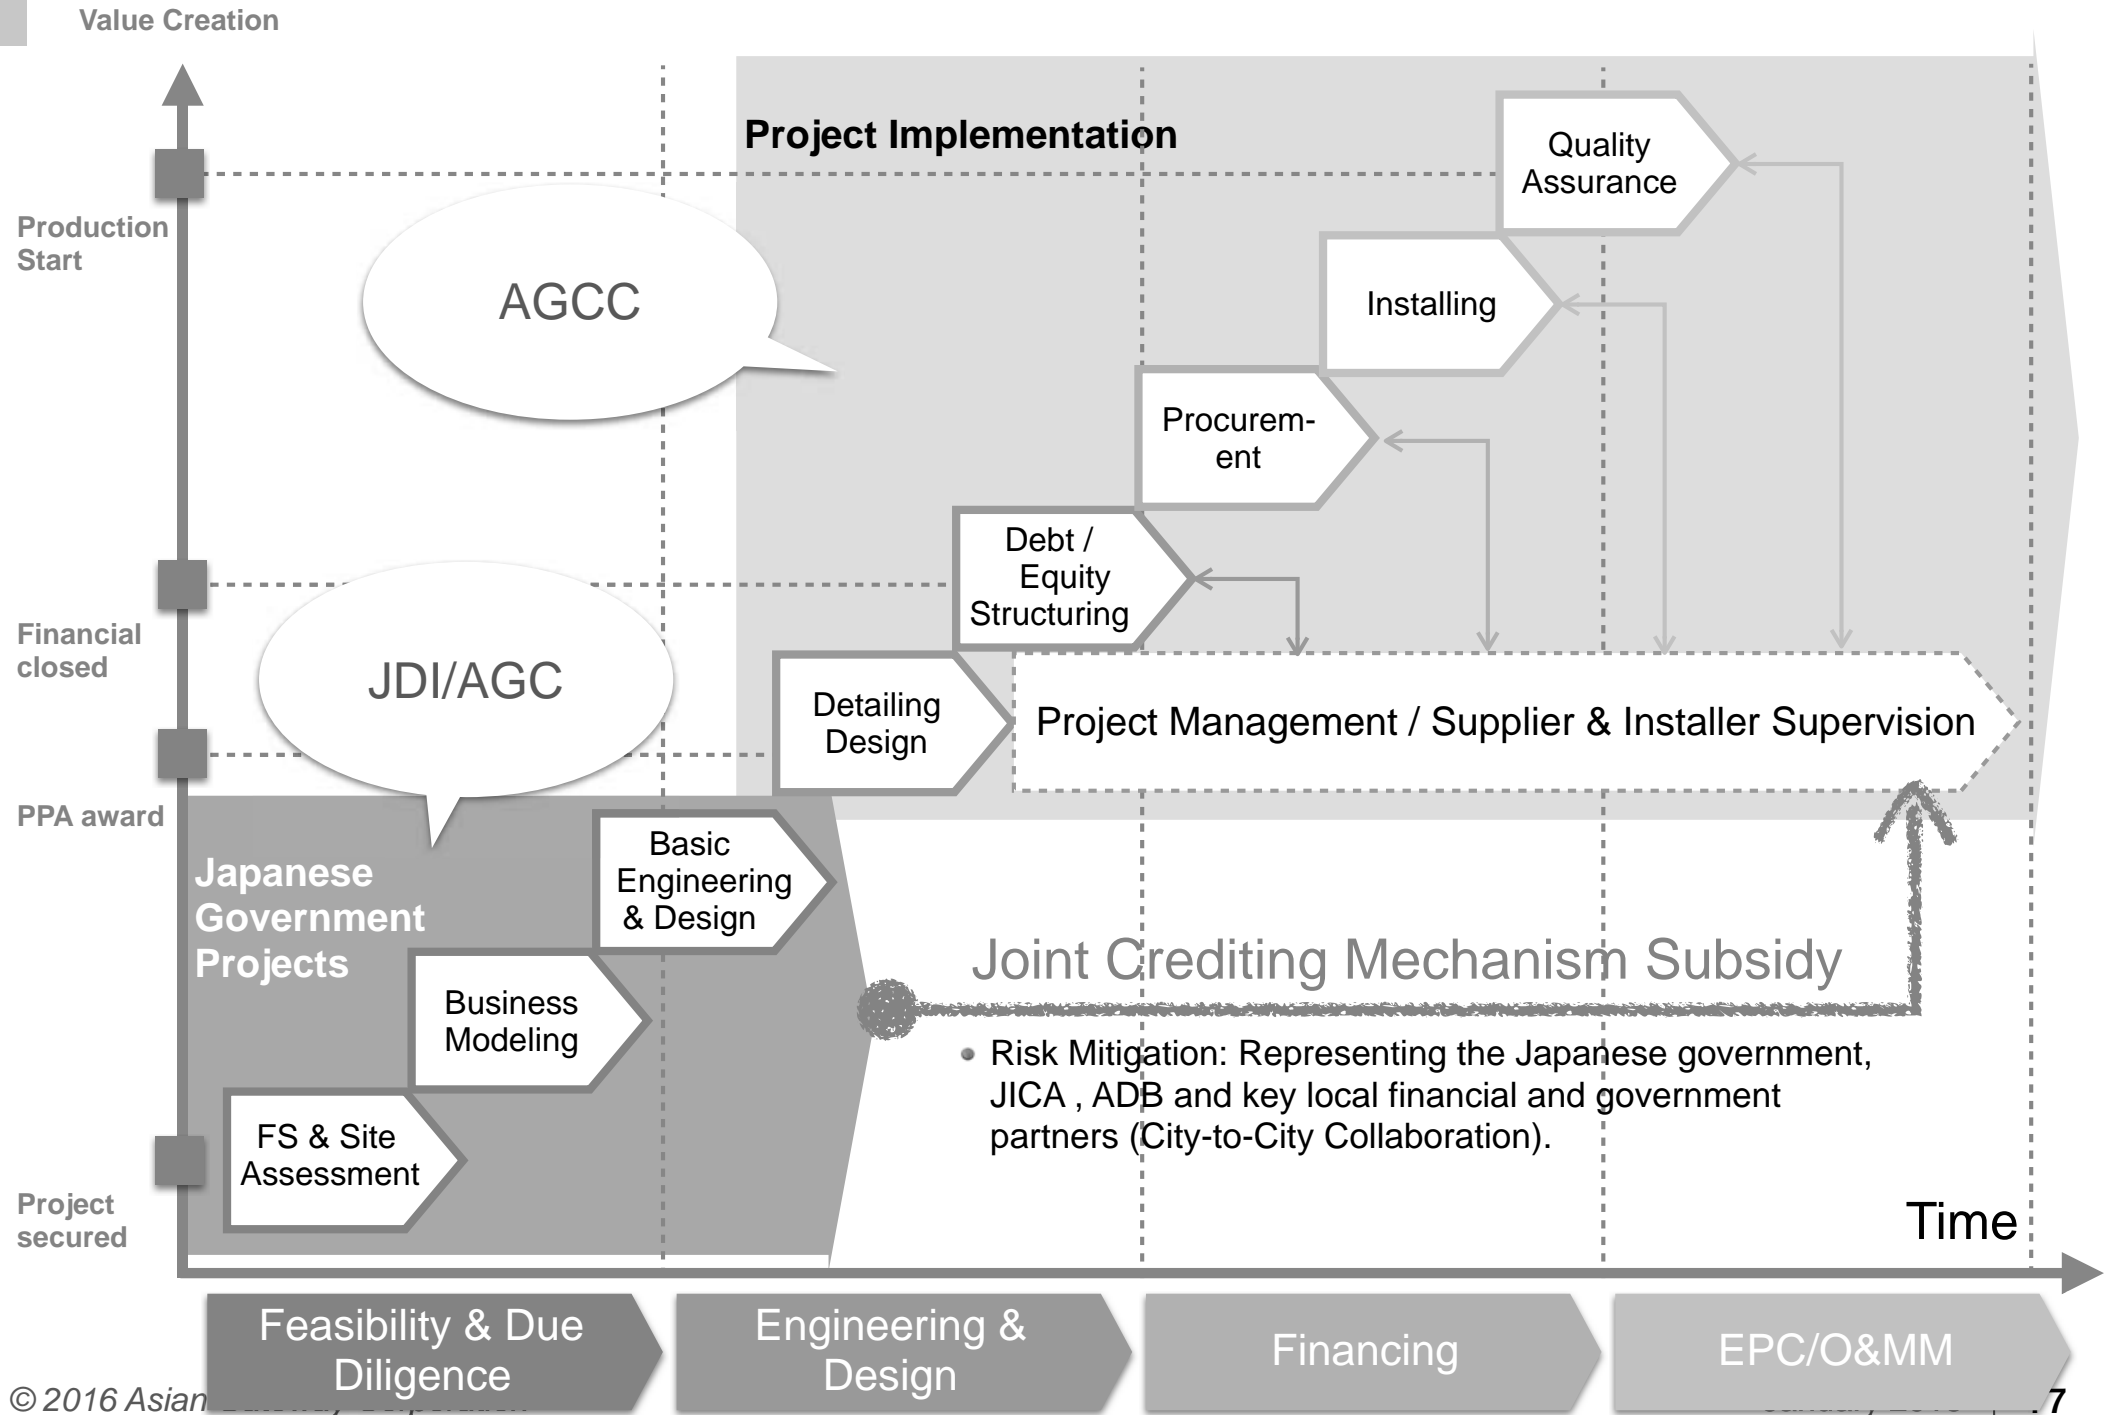 Value Creation
Project Implementation
Quality
Assurance
Production
Start
AGCC
Installing
Procurem-
ent
Debt /
Equity
Structuring
Financial
closed
JDI/AGC
Detailing
Design
Project Management / Supplier & Installer Supervision
PPA award
Japanese
Government
Projects
Basic
Engineering
& Design
Joint Crediting Mechanism Subsidy
Business
Modeling
Risk Mitigation: Representing the Japanese government,
JICA , ADB and key local financial and government
partners (City-to-City Collaboration).
FS & Site
Assessment
Project
secured
Time
Feasibility & Due
Diligence
Engineering &
Design
Financing
EPC/O&MM
© 2016 Asian